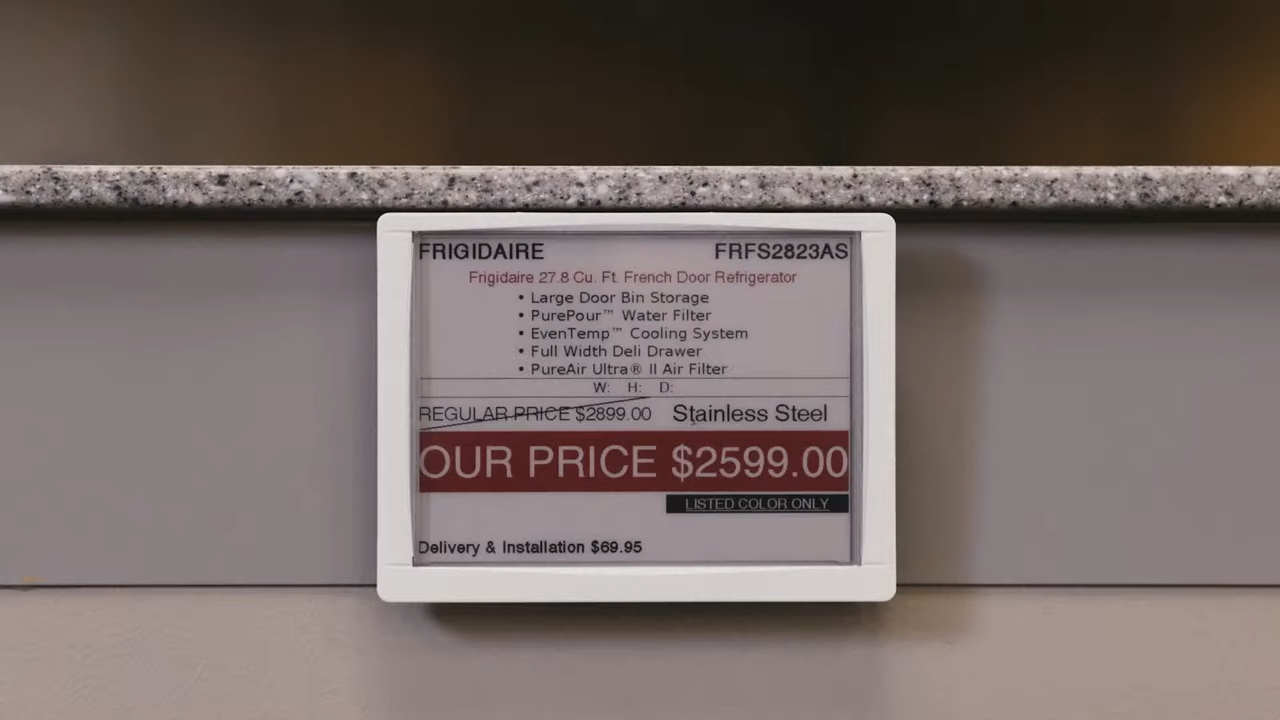 FRIGIDAIRE FRFS2823AS
Frigidaire 27.8 Cu. Ft. French Door Refrigerator
• Large Door Bin Storage
• PurePour™ Water Filter
• EvenTemp™ Cooling System
• Full Width Deli Drawer
• PureAir Ultra® II Air Filter
W: H: D:
REGULAR PRICE $2899.00 Stainless Steel
OUR PRICE $2599.00
LISTED COLOR ONLY
Delivery & Installation $69.95